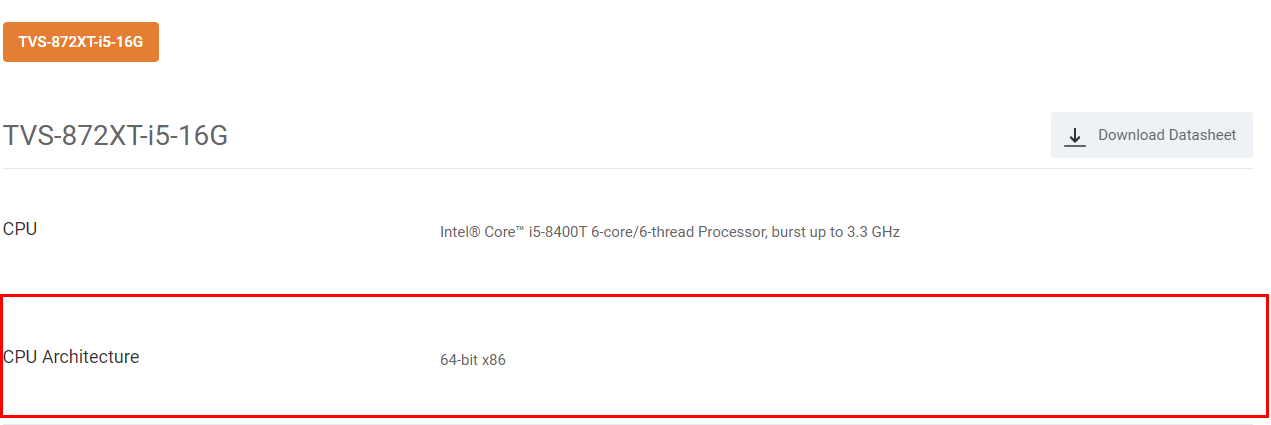 TVS-872XT-i5-16G
TVS-872XT-i5-16G
Download Datasheet
CPU
Intel® Core™ i5-8400T 6-core/6-thread Processor, burst up to 3.3 GHz
CPU Architecture
64-bit x86